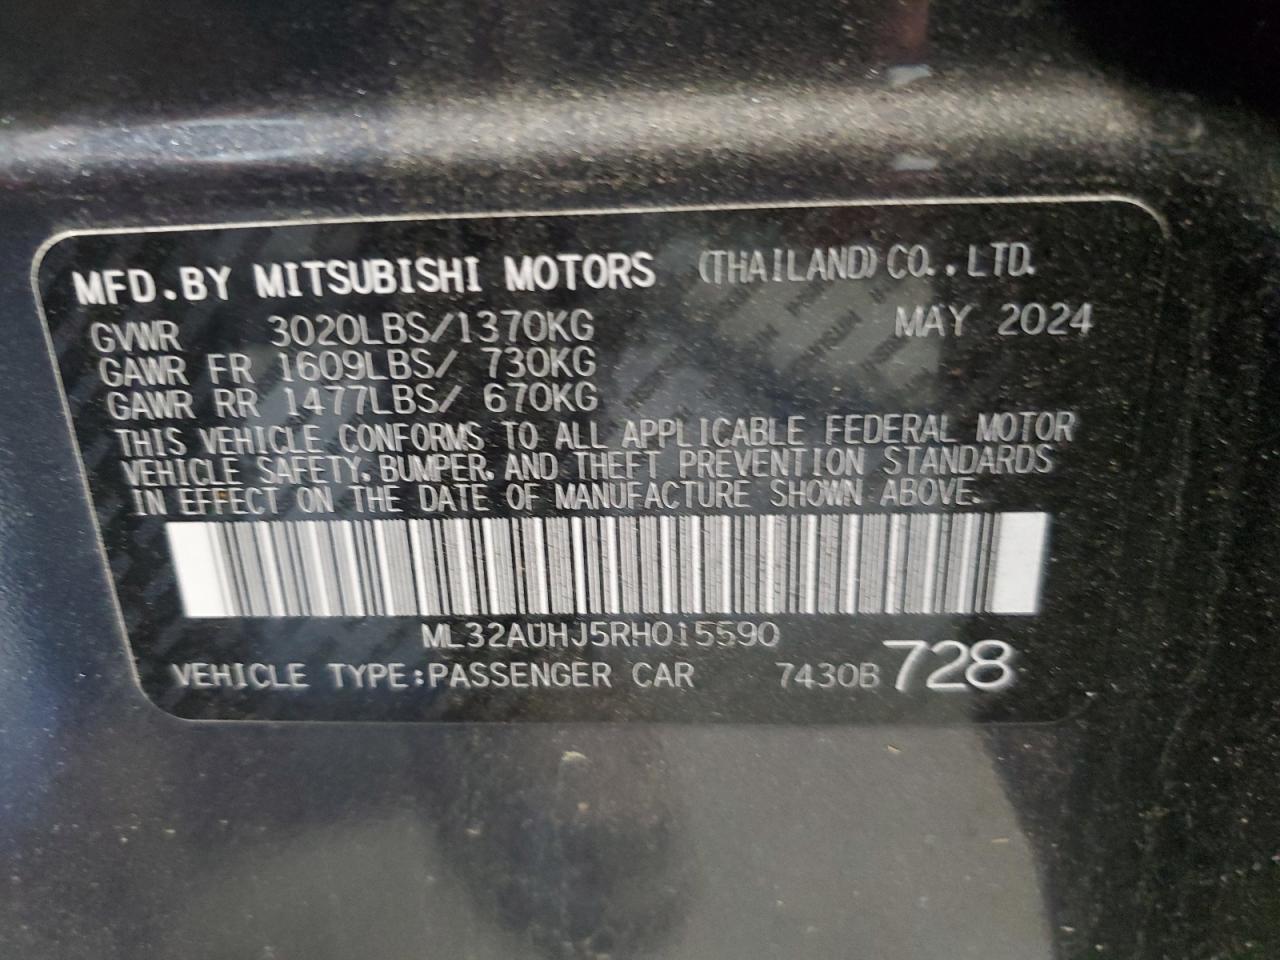 MFD.BY MITSUBISHI MOTORS (THAILAND) CO.,LTD.
GVWR 3020LBS/1370KG MAY 2024
GAWR FR 1609LBS/ 730KG
GAWR RR 1477LBS/ 670KG
THIS VEHICLE CONFORMS TO ALL APPLICABLE FEDERAL MOTOR
VEHICLE SAFETY, BUMPER, AND THEFT PREVENTION STANDARDS
IN EFFECT ON THE DATE OF MANUFACTURE SHOWN ABOVE.
ML32AUHJ5RH015590
VEHICLE TYPE:PASSENGER CAR 7430B 728